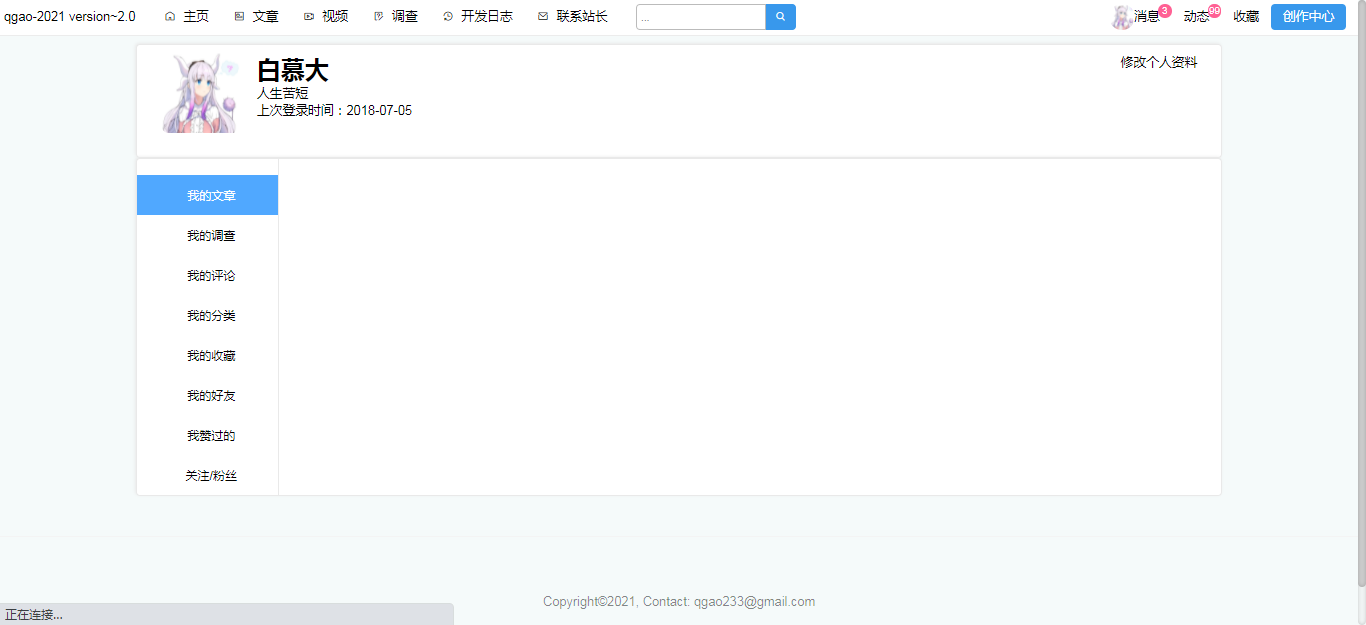 qgao-2021 version~2.0 主页 文章 视频 调查 开发日志 联系站长 ... 消息 3 动态 99 收藏 创作中心
白慕大
修改个人资料
人生苦短
上次登录时间：2018-07-05
我的文章
我的调查
我的评论
我的分类
我的收藏
我的好友
我赞过的
关注/粉丝
Copyright©2021, Contact: qgao233@gmail.com
正在连接...